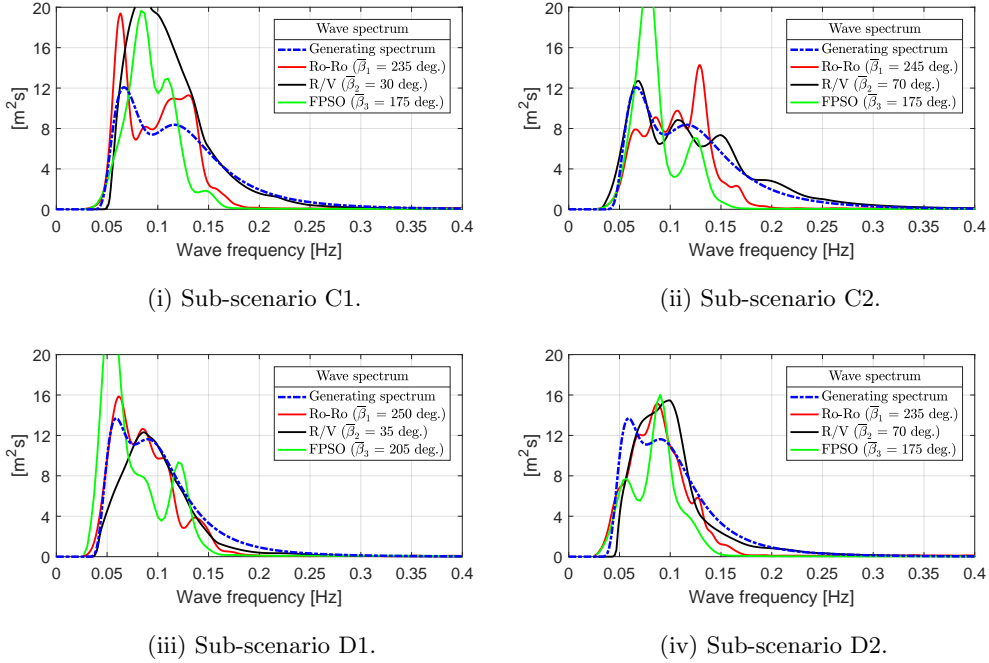 20
16
12
8
4
0
[m²s]
0 0.05 0.1 0.15 0.2 0.25 0.3 0.35 0.4
Wave frequency [Hz]
Wave spectrum
Generating spectrum
Ro-Ro (β̅₁ = 235 deg.)
R/V (β̅₂ = 30 deg.)
FPSO (β̅₃ = 175 deg.)
(i) Sub-scenario C1.
20
16
12
8
4
0
[m²s]
0 0.05 0.1 0.15 0.2 0.25 0.3 0.35 0.4
Wave frequency [Hz]
Wave spectrum
Generating spectrum
Ro-Ro (β̅₁ = 245 deg.)
R/V (β̅₂ = 70 deg.)
FPSO (β̅₃ = 175 deg.)
(ii) Sub-scenario C2.
20
16
12
8
4
0
[m²s]
0 0.05 0.1 0.15 0.2 0.25 0.3 0.35 0.4
Wave frequency [Hz]
Wave spectrum
Generating spectrum
Ro-Ro (β̅₁ = 250 deg.)
R/V (β̅₂ = 35 deg.)
FPSO (β̅₃ = 205 deg.)
(iii) Sub-scenario D1.
20
16
12
8
4
0
[m²s]
0 0.05 0.1 0.15 0.2 0.25 0.3 0.35 0.4
Wave frequency [Hz]
Wave spectrum
Generating spectrum
Ro-Ro (β̅₁ = 235 deg.)
R/V (β̅₂ = 70 deg.)
FPSO (β̅₃ = 175 deg.)
(iv) Sub-scenario D2.